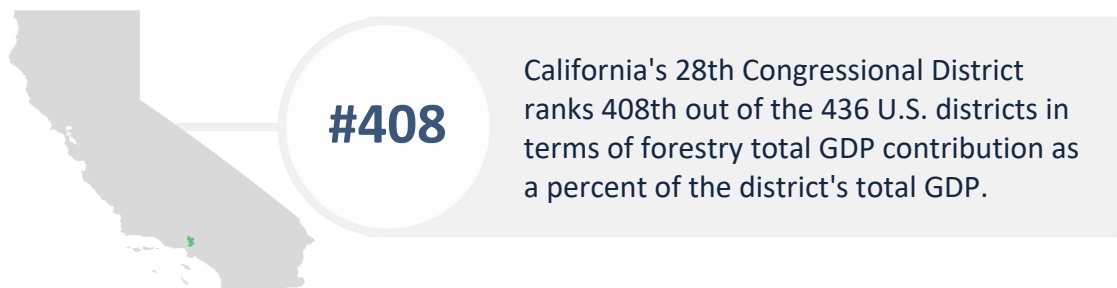 #408
California's 28th Congressional District
ranks 408th out of the 436 U.S. districts in
terms of forestry total GDP contribution as
a percent of the district's total GDP.